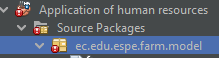 Application of human resources
Source Packages
ec.edu.espe.farm.model